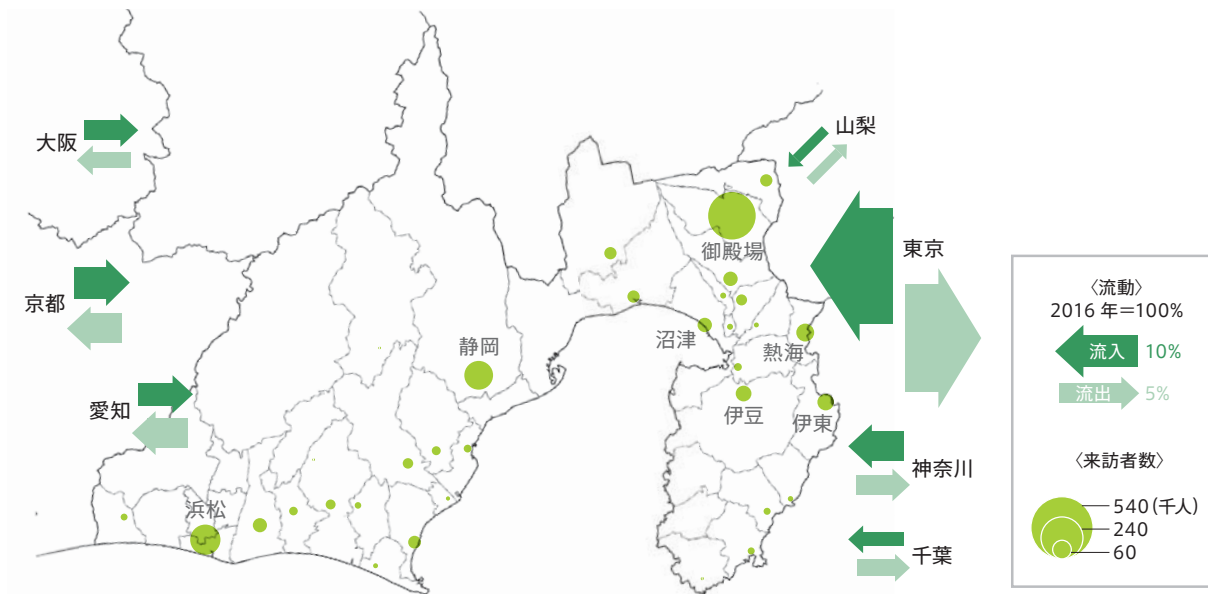 大阪
京都
愛知
山梨
東京
神奈川
千葉
御殿場
沼津
熱海
静岡
伊豆
伊東
浜松
〈流動〉
2016 年＝100%
流入 10%
流出 5%
〈来訪者数〉
540 (千人)
240
60